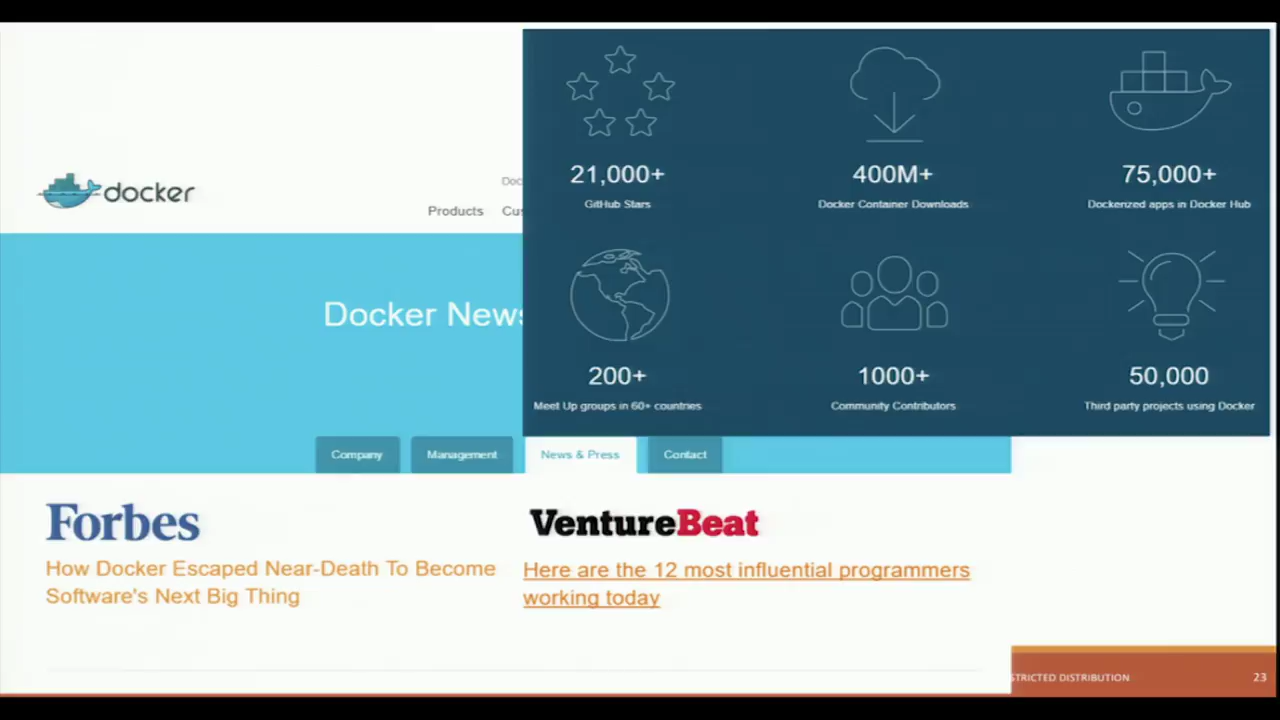 docker
Products
Docker News
Company
Management
News & Press
Contact
21,000+
GitHub Stars
400M+
Docker Container Downloads
75,000+
Dockerized apps in Docker Hub
200+
Meet Up groups in 60+ countries
1000+
Community Contributors
50,000
Third party projects using Docker
Forbes
How Docker Escaped Near-Death To Become
Software's Next Big Thing
VentureBeat
Here are the 12 most influential programmers
working today
STRICTED DISTRIBUTION
23